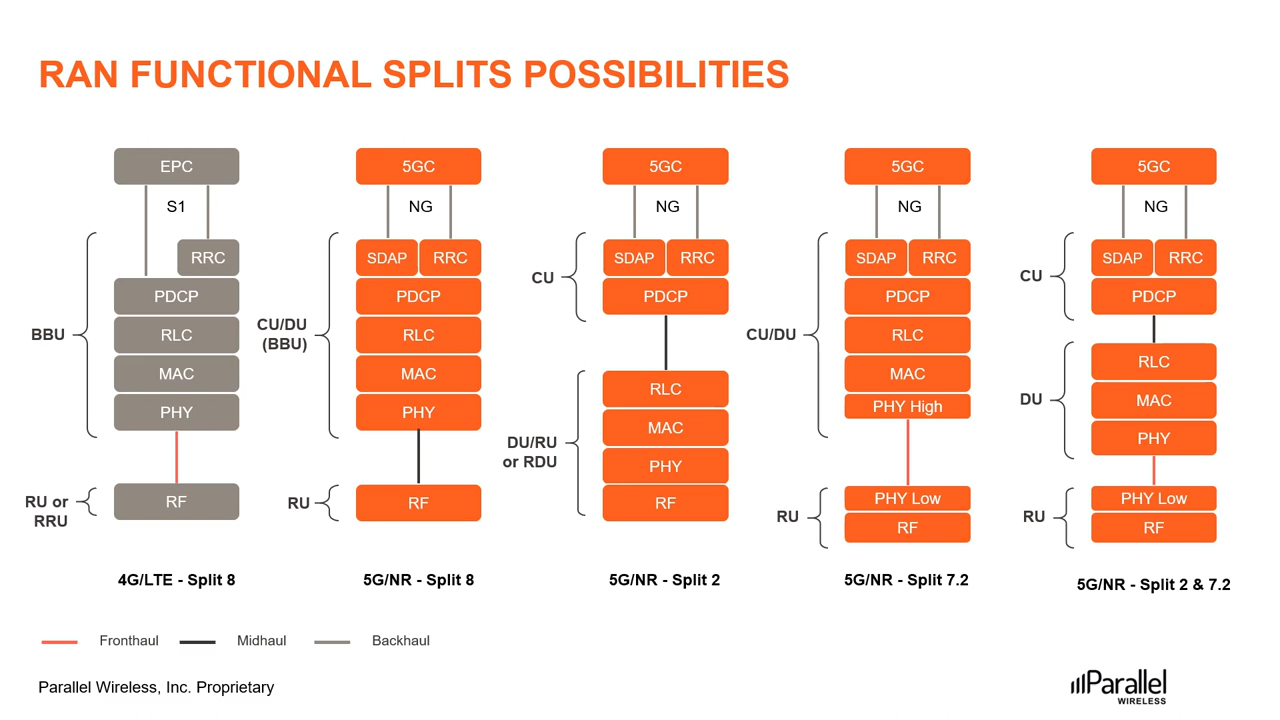 RAN FUNCTIONAL SPLITS POSSIBILITIES
EPC
S1
RRC
PDCP
BBU
RLC
MAC
PHY
RU or
RRU
RF
4G/LTE - Split 8
5GC
NG
SDAP RRC
PDCP
CU/DU
(BBU)
RLC
MAC
PHY
RU
RF
5G/NR - Split 8
5GC
NG
SDAP RRC
CU
PDCP
RLC
MAC
DU/RU
or RDU
PHY
RF
5G/NR - Split 2
5GC
NG
SDAP RRC
PDCP
CU/DU
RLC
MAC
PHY High
PHY Low
RU
RF
5G/NR - Split 7.2
5GC
NG
SDAP RRC
CU
PDCP
RLC
DU
MAC
PHY
PHY Low
RU
RF
5G/NR - Split 2 & 7.2
Fronthaul Midhaul Backhaul
Parallel Wireless, Inc. Proprietary
Parallel
WIRELESS